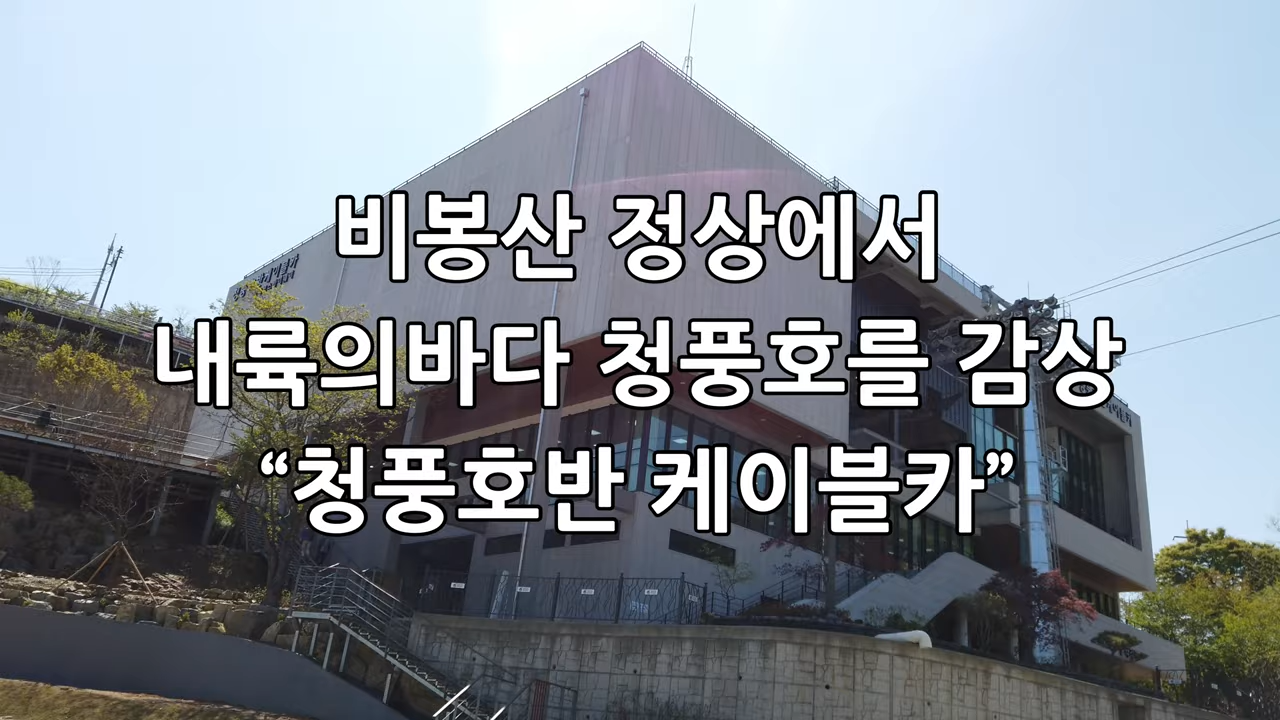 비봉산 정상에서
내륙의바다 청풍호를 감상
“청풍호반 케이블카”